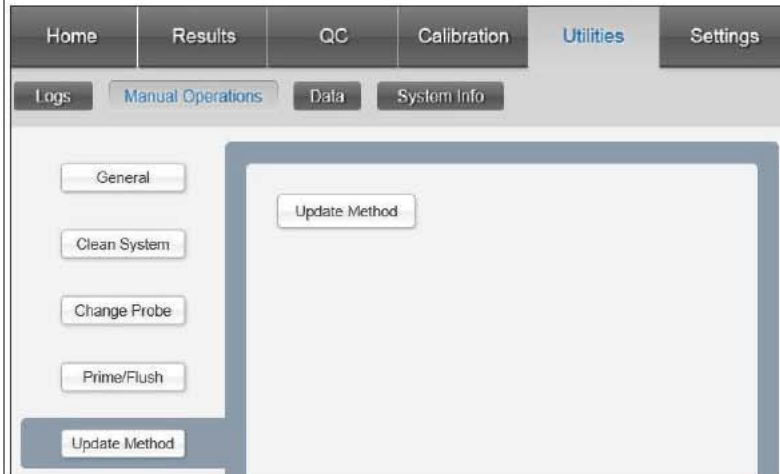 Home Results QC Calibration Utilities Settings
Logs Manual Operations Data System Info
General
Update Method
Clean System
Change Probe
Prime/Flush
Update Method